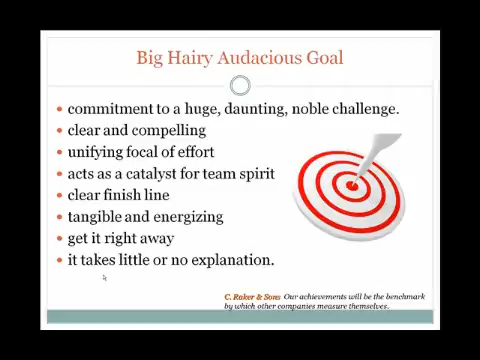 Big Hairy Audacious Goal
commitment to a huge, daunting, noble challenge.
clear and compelling
unifying focal of effort
acts as a catalyst for team spirit
clear finish line
tangible and energizing
get it right away
it takes little or no explanation.
C. Raker & Sons Our achievements will be the benchmark
by which other companies measure themselves.